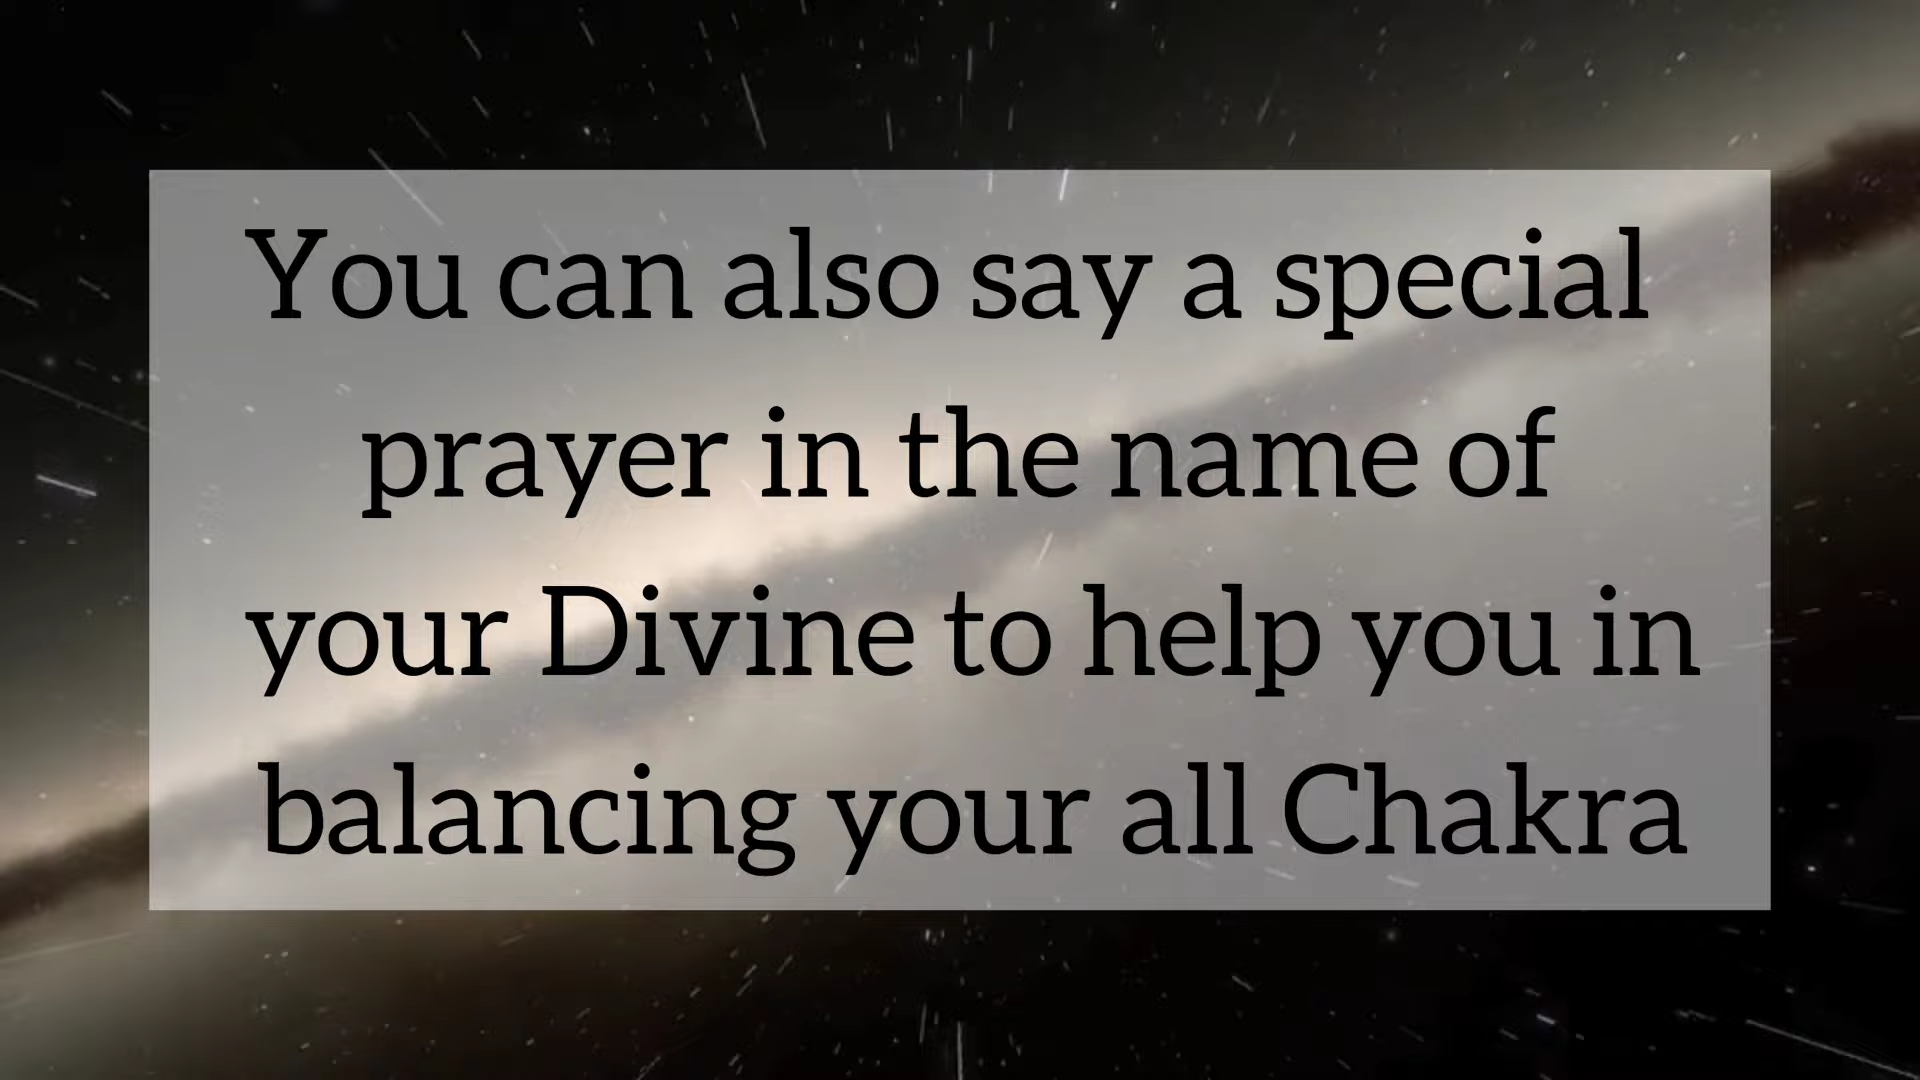 You can also say a special
prayer in the name of
your Divine to help you in
balancing your all Chakra